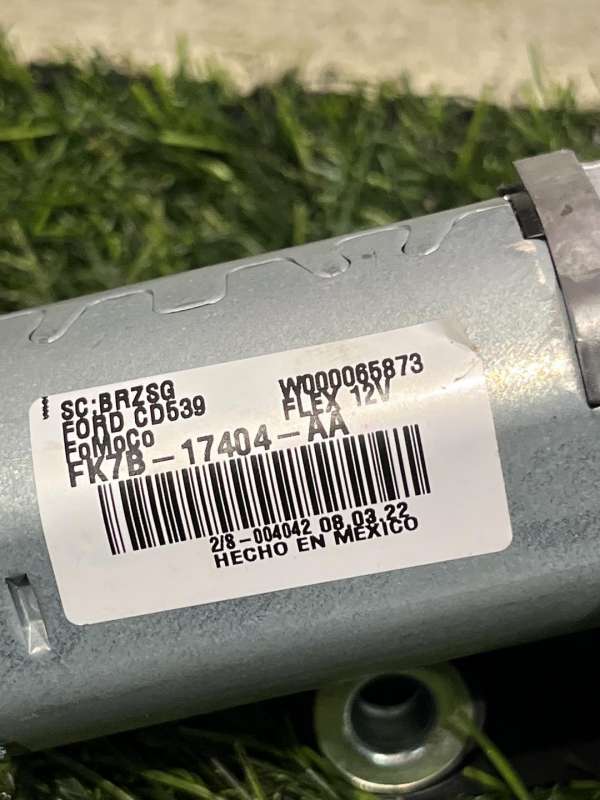 SC:BRZSG W000065873
FORD CD539 FLEX 12V
FoMoCo
FK7B-17404-AA
2/8-004042 08.03.22
HECHO EN MEXICO